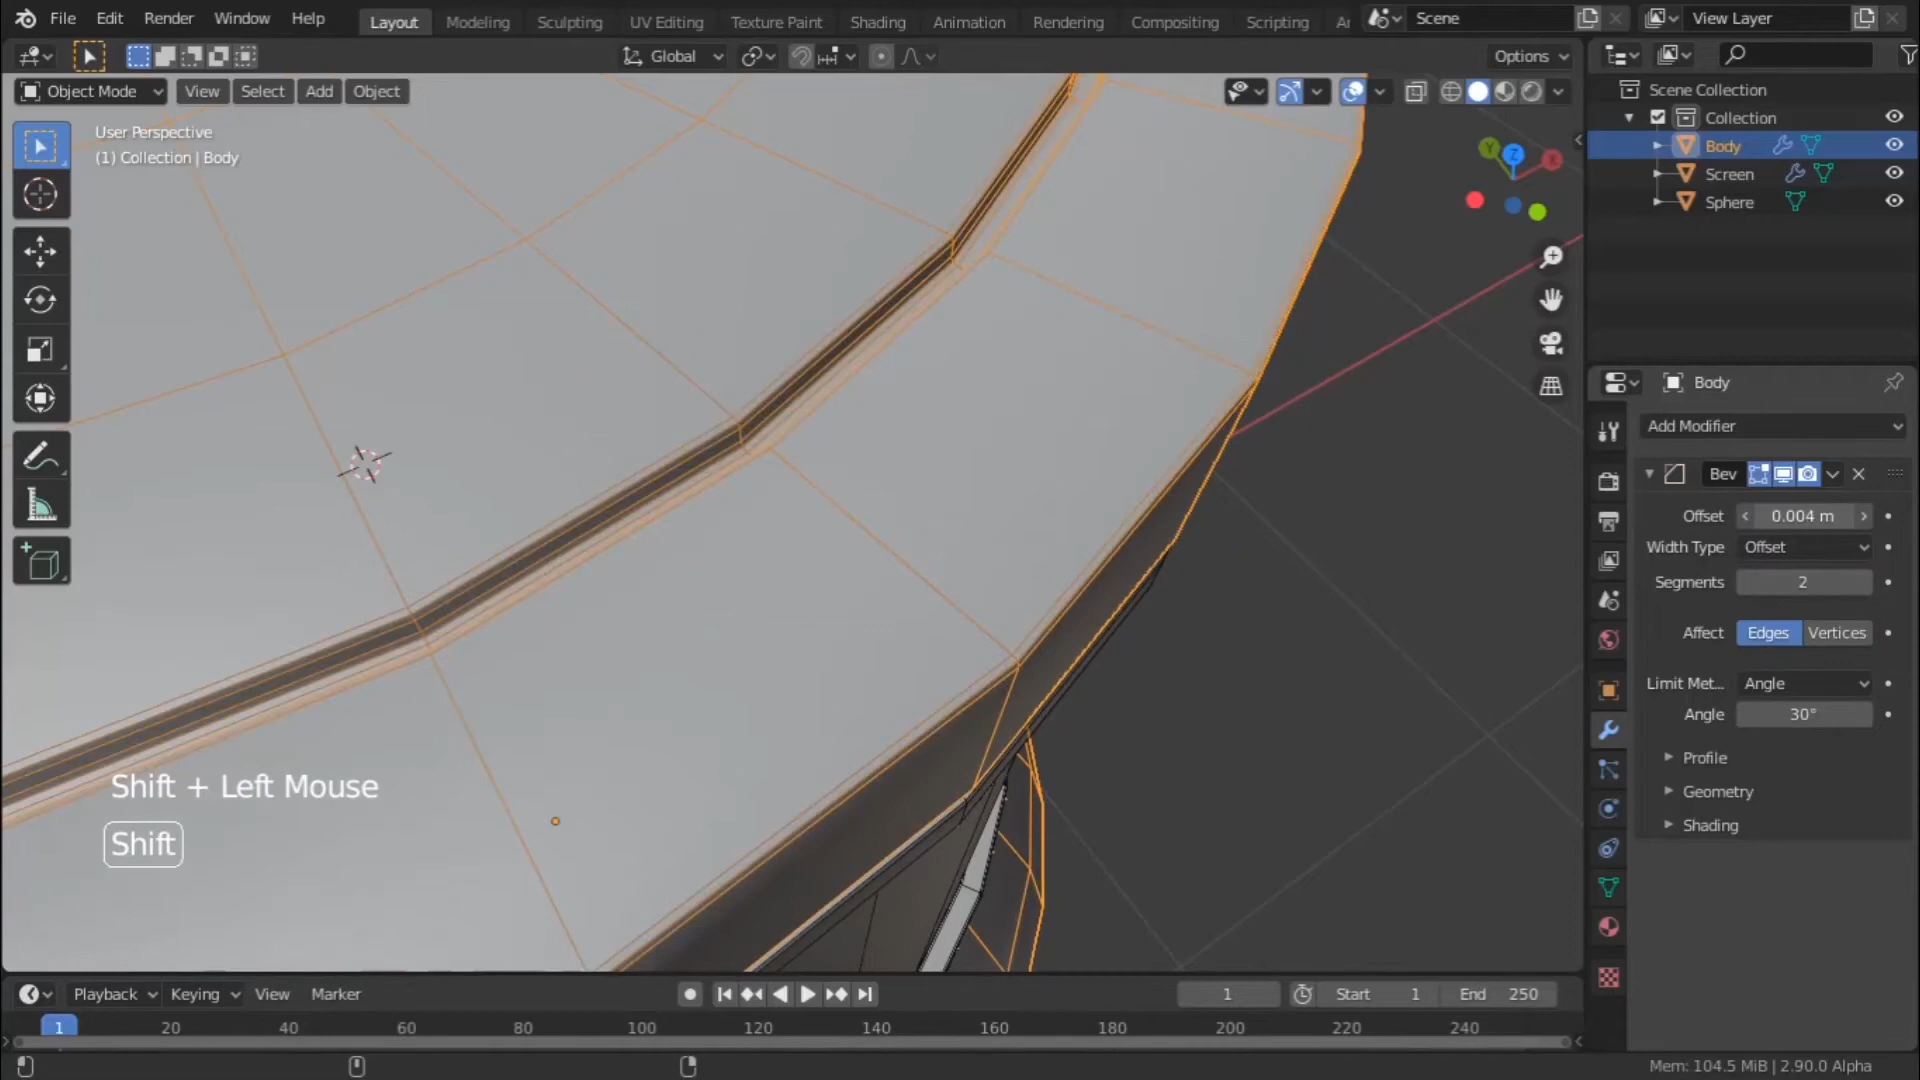 File Edit Render Window Help Layout Modeling Sculpting UV Editing Texture Paint Shading Animation Rendering Compositing Scripting Scene View Layer
Global Options
Object Mode View Select Add Object
User Perspective
(1) Collection | Body
Shift + Left Mouse
Shift
Scene Collection
Collection
Body
Screen
Sphere
Body
Add Modifier
Bev
Offset 0.004 m
Width Type Offset
Segments 2
Affect Edges Vertices
Limit Met... Angle
Angle 30°
Profile
Geometry
Shading
Playback Keying View Marker 1 Start 1 End 250
1 20 40 60 80 100 120 140 160 180 200 220 240
Mem: 104.5 MiB | 2.90.0 Alpha